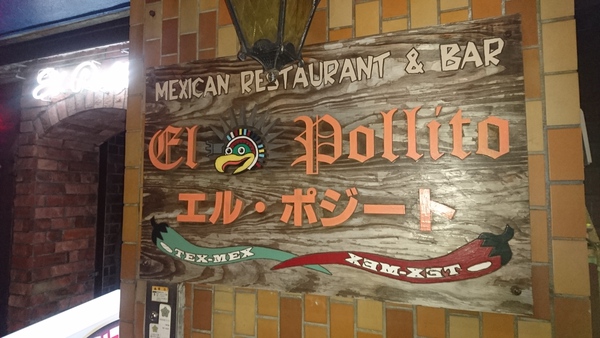 MEXICAN RESTAURANT & BAR
El Pollito
エル・ポジート
TEX-MEX
TEX-MEX